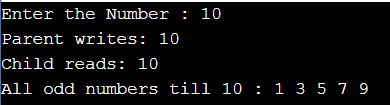 Enter the Number : 10
Parent writes: 10
Child reads: 10
All odd numbers till 10 : 1 3 5 7 9